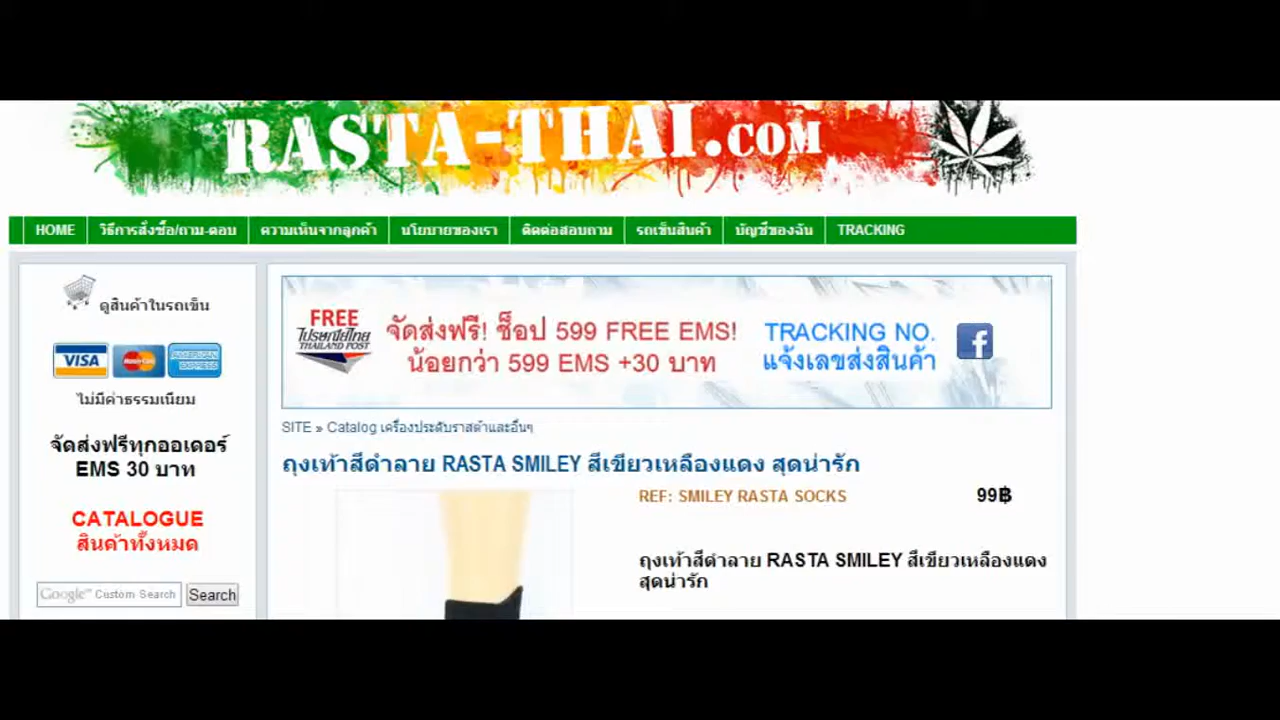 RASTA-THAI.COM
HOME วิธีการสั่งซื้อ/ถาม-ตอบ ความเห็นจากลูกค้า นโยบายของเรา ติดต่อสอบถาม รถเข็นสินค้า บัญชีของฉัน TRACKING
ดูสินค้าในรถเข็น
VISA MasterCard AMERICAN EXPRESS
ไม่มีค่าธรรมเนียม
จัดส่งฟรีทุกออเดอร์
EMS 30 บาท
CATALOGUE
สินค้าทั้งหมด
Google™ Custom Search Search
FREE
ไปรษณีย์ไทย
THAILAND POST
จัดส่งฟรี! ช็อป 599 FREE EMS!
น้อยกว่า 599 EMS +30 บาท
TRACKING NO.
แจ้งเลขส่งสินค้า
f
SITE » Catalog เครื่องประดับราสต้าและอื่นๆ
ถุงเท้าสีดำลาย RASTA SMILEY สีเขียวเหลืองแดง สุดน่ารัก
REF: SMILEY RASTA SOCKS 99฿
ถุงเท้าสีดำลาย RASTA SMILEY สีเขียวเหลืองแดง
สุดน่ารัก